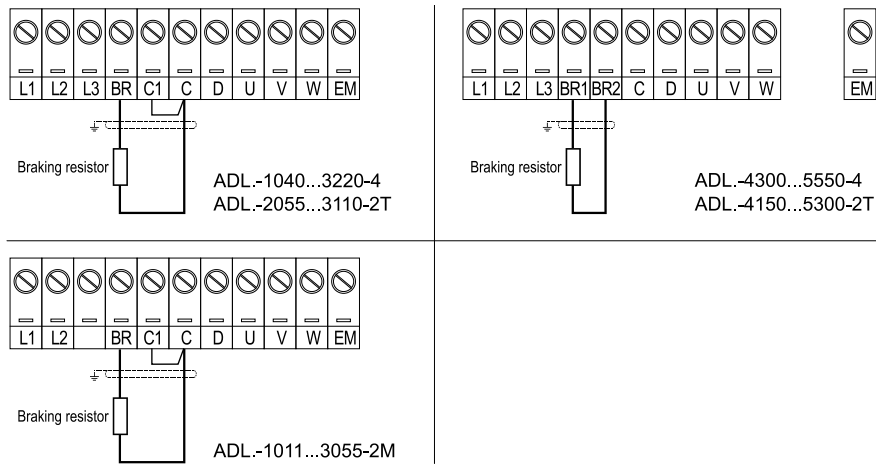 L1 L2 L3 BR C1 C D U V W EM
Braking resistor
ADL.-1040...3220-4
ADL.-2055...3110-2T
L1 L2 L3 BR1 BR2 C D U V W EM
Braking resistor
ADL.-4300...5550-4
ADL.-4150...5300-2T
L1 L2 BR C1 C D U V W EM
Braking resistor
ADL.-1011...3055-2M